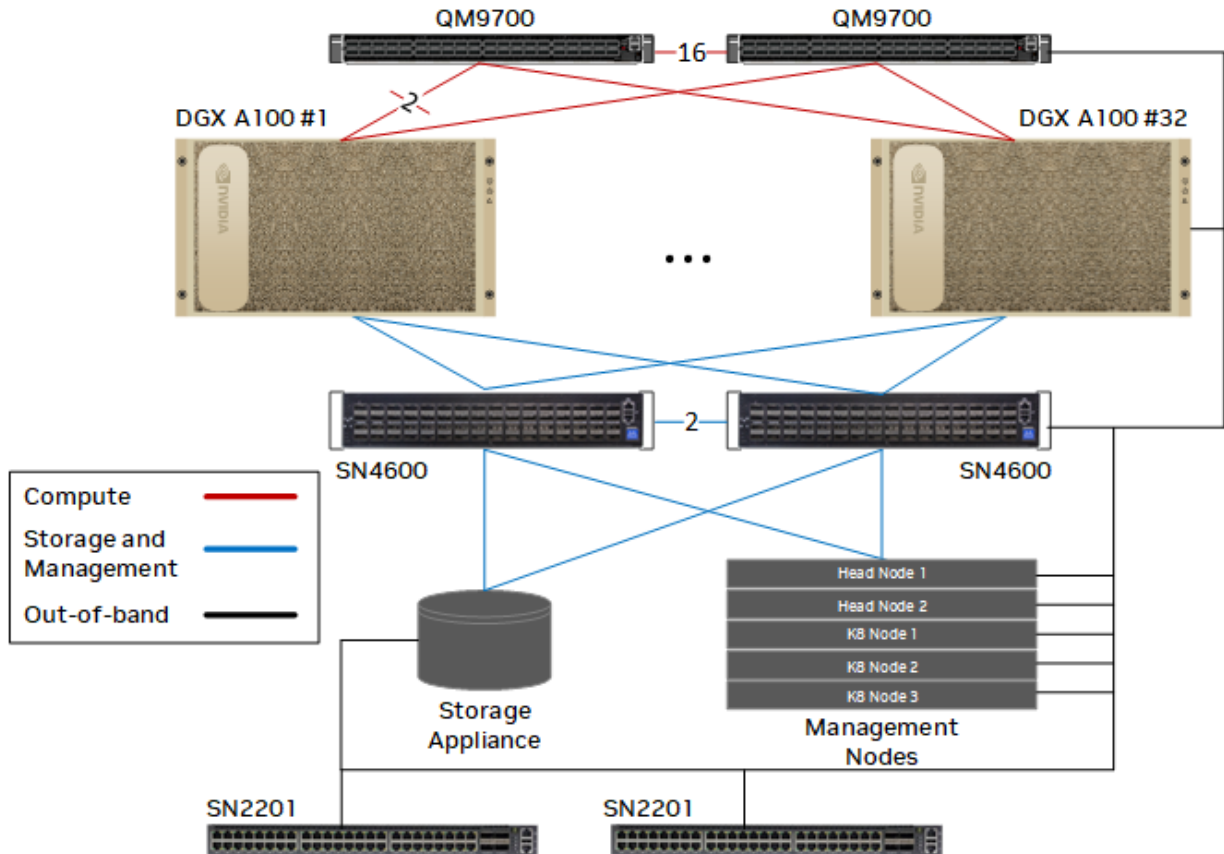 QM9700
QM9700
16
2
DGX A100 #1
DGX A100 #32
NVIDIA
NVIDIA
...
2
SN4600
SN4600
Compute
Storage and
Management
Out-of-band
Head Node 1
Head Node 2
K8 Node 1
K8 Node 2
K8 Node 3
Storage
Appliance
Management
Nodes
SN2201
SN2201